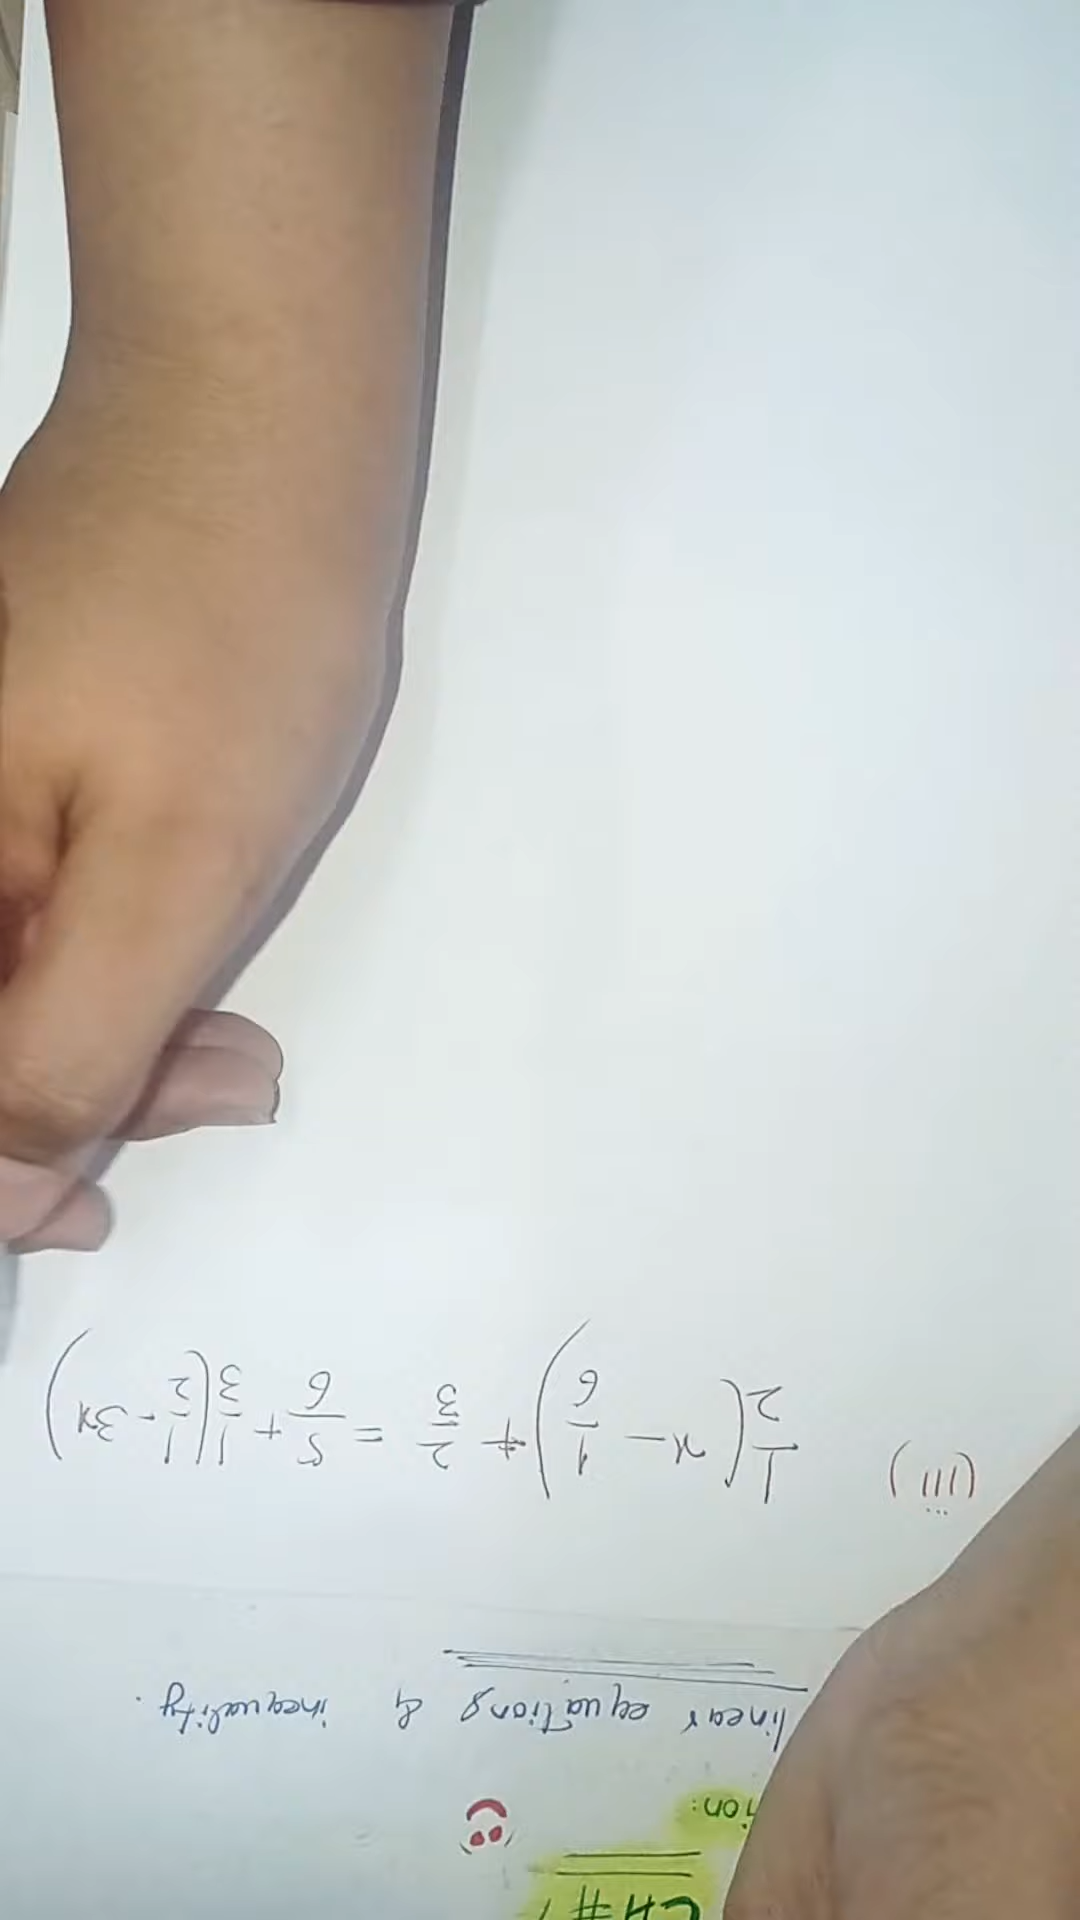 CH #
ion:
linear equations & inequality.
(iii) 1/2 (x - 1/6) + 2/3 = 5/6 + 1/3 (1/2 - 3x)